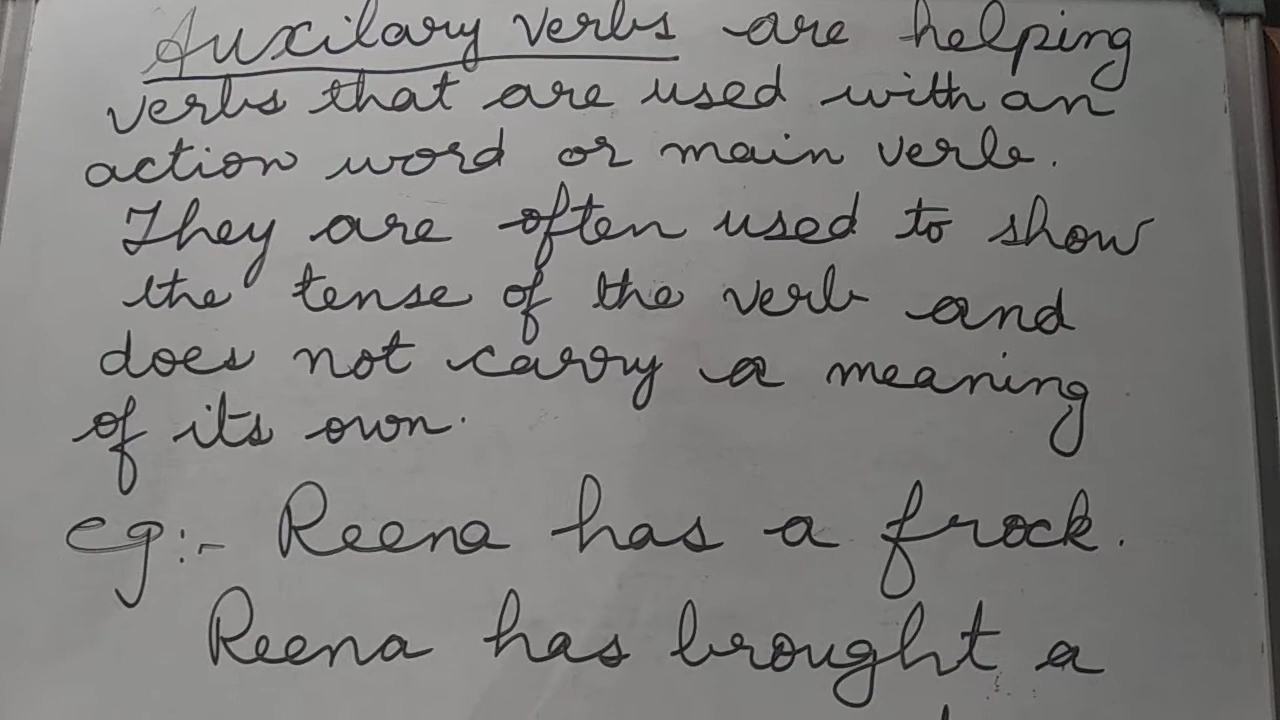 Auxilary verbs are helping
verbs that are used with an
action word or main verb.
They are often used to show
the tense of the verb and
does not carry a meaning
of its own.
eg:- Reena has a frock.
Reena has brought a